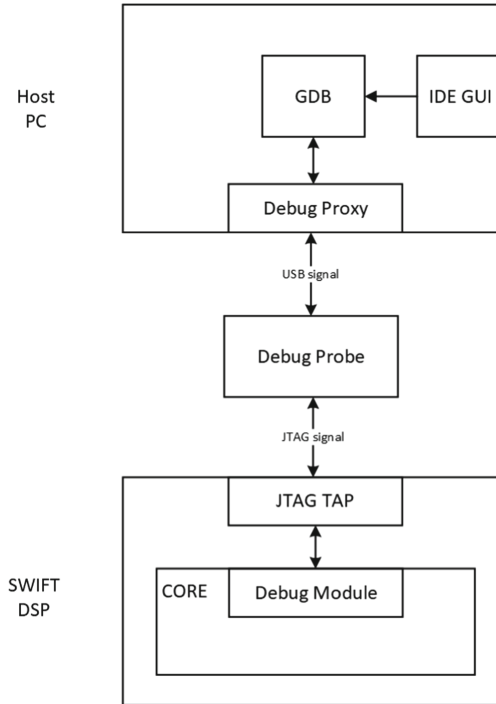 Host
PC
GDB
IDE GUI
Debug Proxy
USB signal
Debug Probe
JTAG signal
JTAG TAP
SWIFT
DSP
CORE
Debug Module